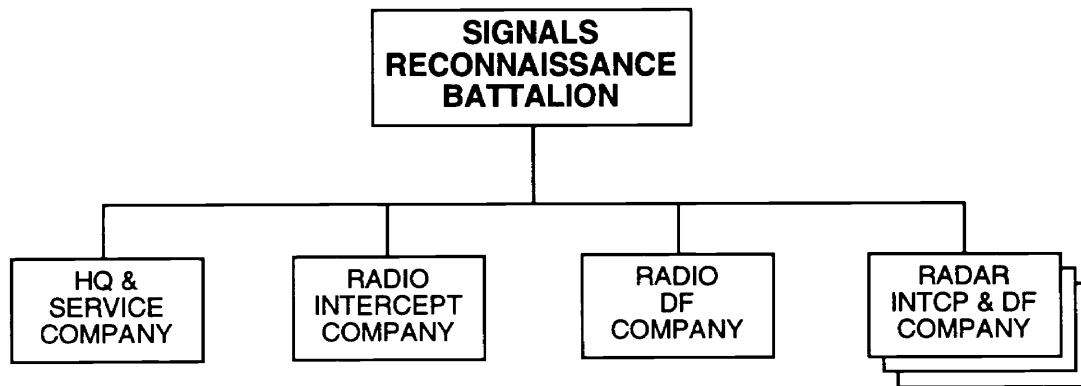 SIGNALS
RECONNAISSANCE
BATTALION
HQ &
SERVICE
COMPANY
RADIO
INTERCEPT
COMPANY
RADIO
DF
COMPANY
RADAR
INTCP & DF
COMPANY